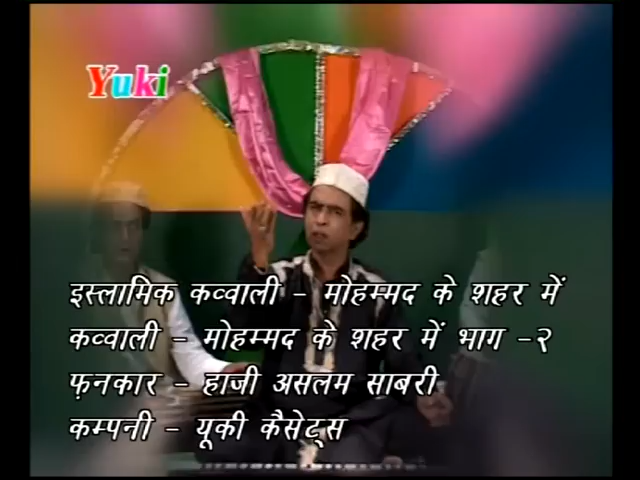 Yuki
इस्लामिक कव्वाली - मोहम्मद के शहर में
कव्वाली - मोहम्मद के शहर में भाग -२
फ़नकार - हाजी असलम साबरी
कम्पनी - यूकी कैसेट्स